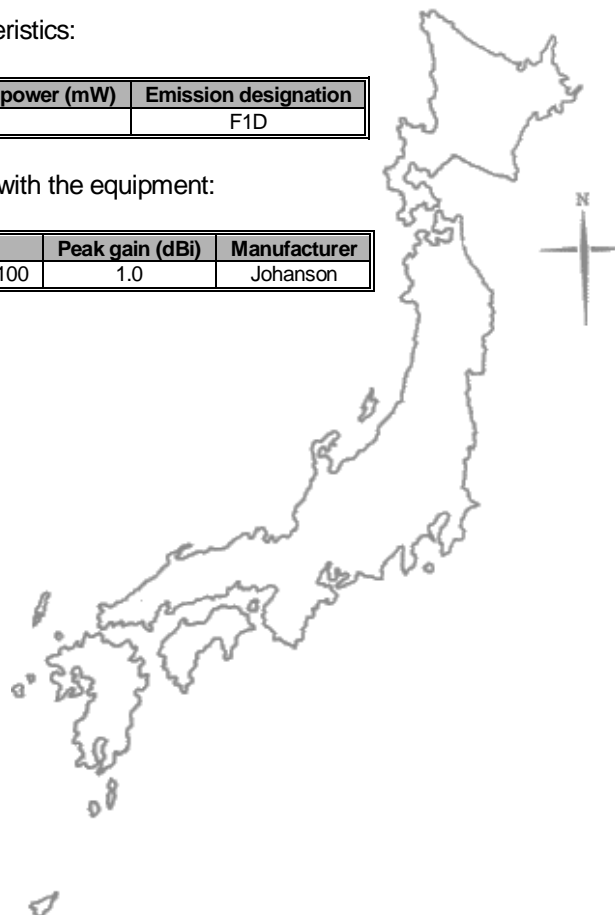 eristics:
power (mW) Emission designation
F1D
with the equipment:
Peak gain (dBi) Manufacturer
100 1.0 Johanson
N